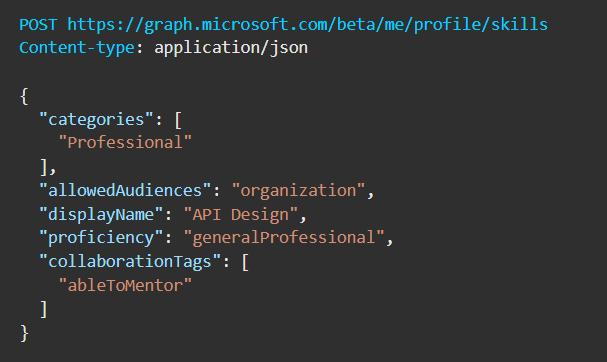 POST https://graph.microsoft.com/beta/me/profile/skills
Content-type: application/json

{
  "categories": [
    "Professional"
  ],
  "allowedAudiences": "organization",
  "displayName": "API Design",
  "proficiency": "generalProfessional",
  "collaborationTags": [
    "ableToMentor"
  ]
}